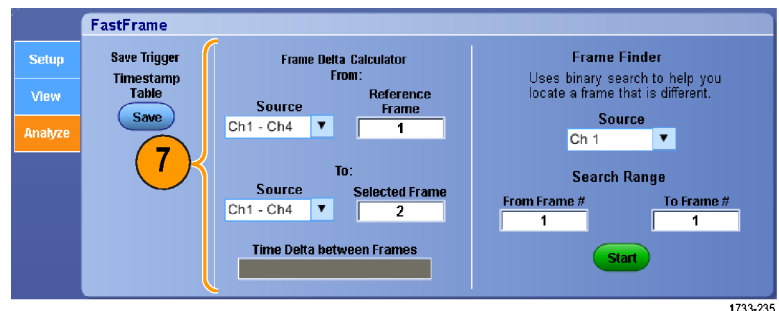 FastFrame
Setup
View
Analyze
Save Trigger
Timestamp
Table
Save
7
Frame Delta Calculator
From:
Source
Reference
Frame
Ch1 - Ch4
1
To:
Source
Selected Frame
Ch1 - Ch4
2
Time Delta between Frames
Frame Finder
Uses binary search to help you
locate a frame that is different.
Source
Ch 1
Search Range
From Frame #
To Frame #
1
1
Start
1733-235